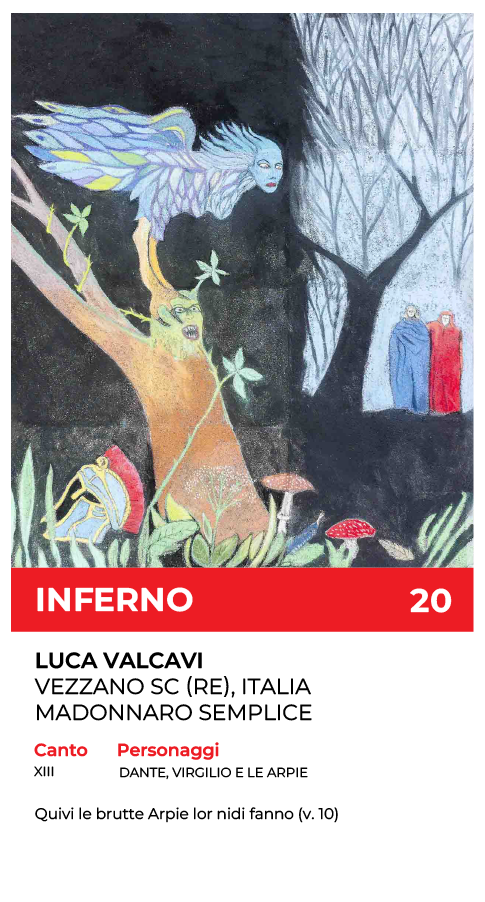 INFERNO 20
LUCA VALCAVI
VEZZANO SC (RE), ITALIA
MADONNARO SEMPLICE
Canto Personaggi
XIII DANTE, VIRGILIO E LE ARPIE
Quivi le brutte Arpie lor nidi fanno (v. 10)